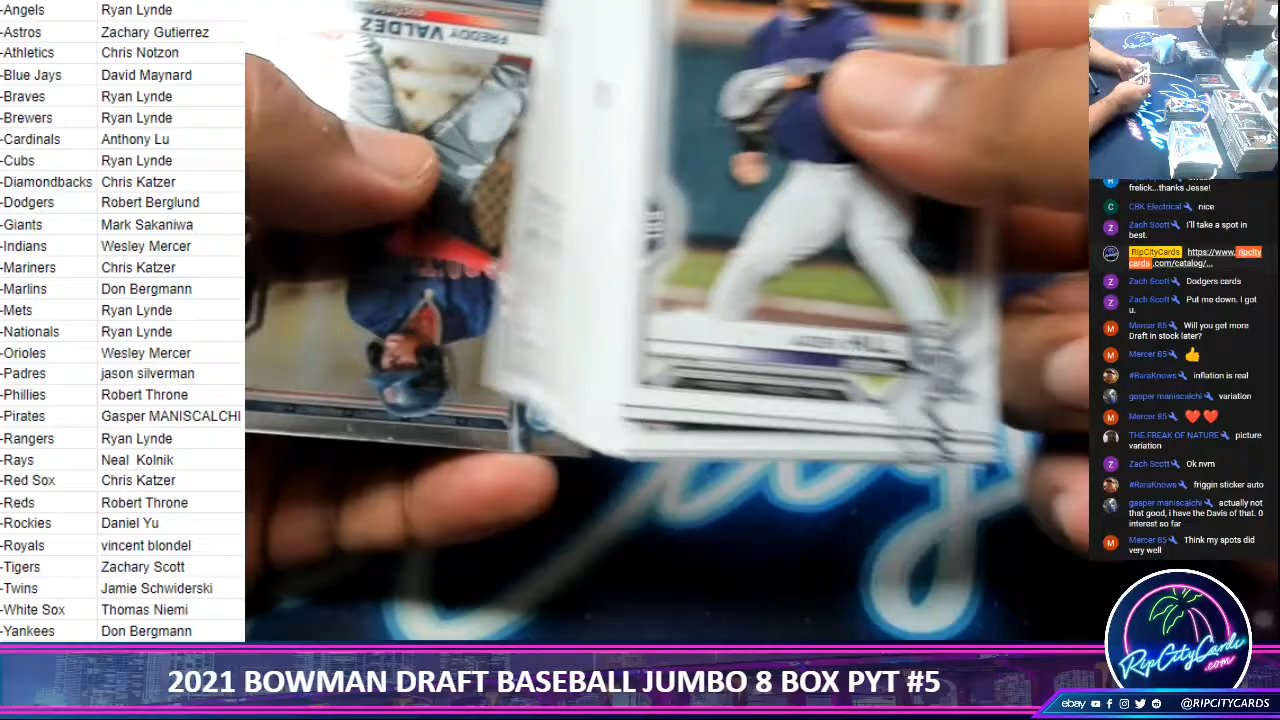 -Angels Ryan Lynde
-Astros Zachary Gutierrez
-Athletics Chris Notzon
-Blue Jays David Maynard
-Braves Ryan Lynde
-Brewers Ryan Lynde
-Cardinals Anthony Lu
-Cubs Ryan Lynde
-Diamondbacks Chris Katzer
-Dodgers Robert Berglund
-Giants Mark Sakaniwa
-Indians Wesley Mercer
-Mariners Chris Katzer
-Marlins Don Bergmann
-Mets Ryan Lynde
-Nationals Ryan Lynde
-Orioles Wesley Mercer
-Padres jason silverman
-Phillies Robert Throne
-Pirates Gasper MANISCALCHI
-Rangers Ryan Lynde
-Rays Neal Kolnik
-Red Sox Chris Katzer
-Reds Robert Throne
-Rockies Daniel Yu
-Royals vincent blondel
-Tigers Zachary Scott
-Twins Jamie Schwiderski
-White Sox Thomas Niemi
-Yankees Don Bergmann
FREDDY VALDEZ
frelick...thanks Jesse!
C CBK Electrical nice
Z Zach Scott I'll take a spot in
best.
RipCityCards https://www.ripcity
cards.com/catalog/...
Z Zach Scott Dodgers cards
Z Zach Scott Put me down. I got
u.
M Mercer 85 Will you get more
Draft in stock later?
M Mercer 85 👍
#RaraKnows inflation is real
gasper maniscalchi variation
M Mercer 85 ❤️❤️
THE FREAK OF NATURE picture
variation
Z Zach Scott Ok nvm
#RaraKnows friggin sticker auto
gasper maniscalchi actually not
that good, i have the Davis of that. 0
interest so far
M Mercer 85 Think my spots did
very well
RipCityCards
.com
2021 BOWMAN DRAFT BASEBALL JUMBO 8 BOX PYT #5
ebay @RIPCITYCARDS